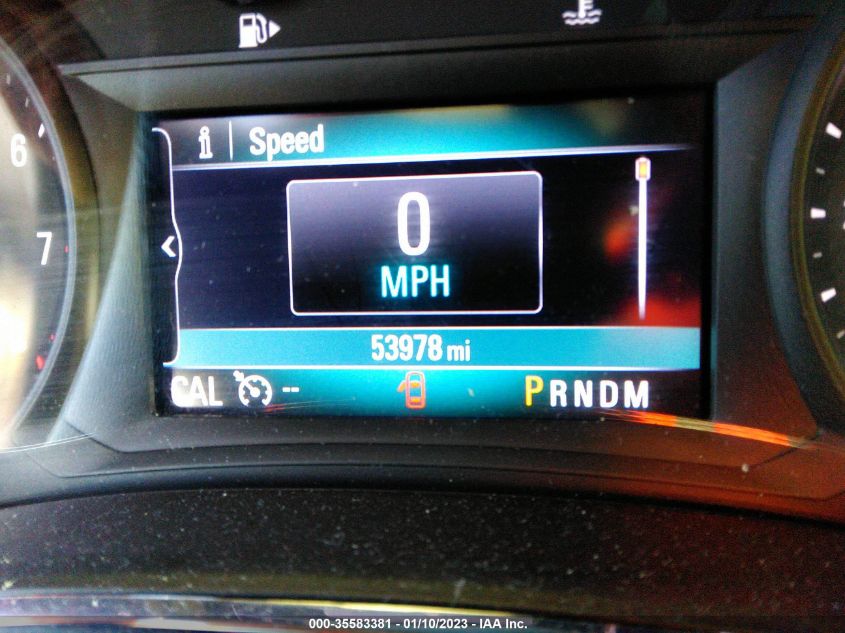 i Speed
6
0
7
MPH
53978 mi
CAL -- PRNDM
000-35583381 - 01/10/2023 - IAA Inc.